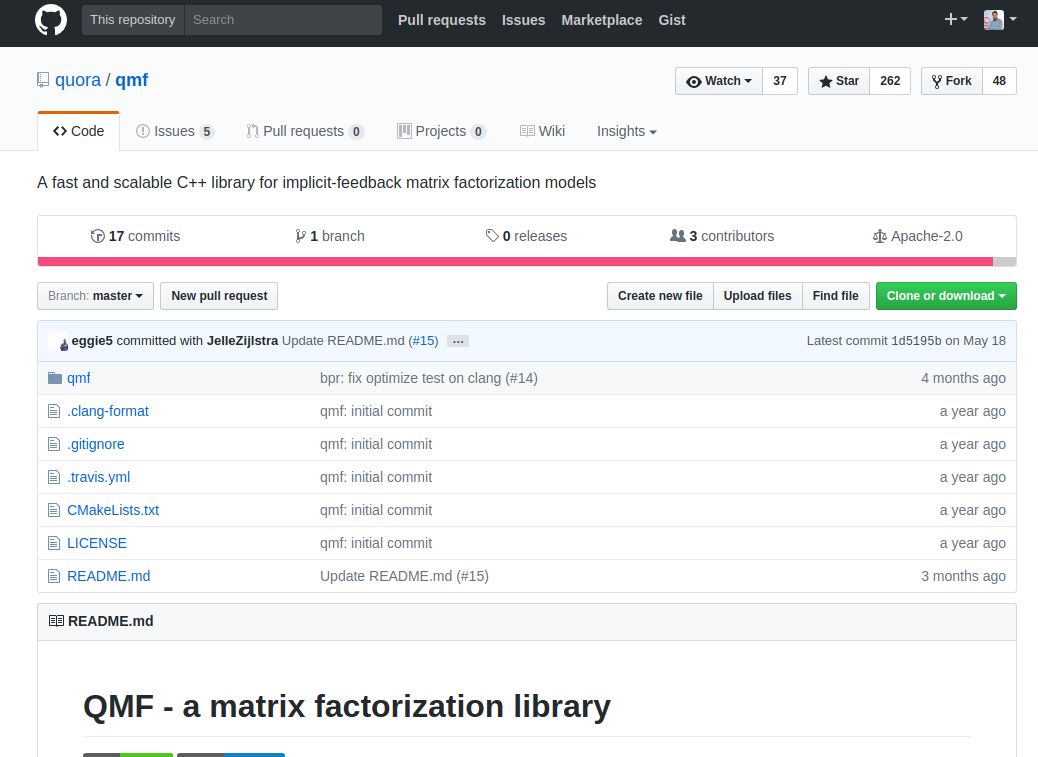 This repository Search Pull requests Issues Marketplace Gist
quora / qmf Watch 37 Star 262 Fork 48
Code Issues 5 Pull requests 0 Projects 0 Wiki Insights
A fast and scalable C++ library for implicit-feedback matrix factorization models
17 commits 1 branch 0 releases 3 contributors Apache-2.0
Branch: master New pull request Create new file Upload files Find file Clone or download
eggie5 committed with JelleZijlstra Update README.md (#15) ... Latest commit 1d5195b on May 18
qmf bpr: fix optimize test on clang (#14) 4 months ago
.clang-format qmf: initial commit a year ago
.gitignore qmf: initial commit a year ago
.travis.yml qmf: initial commit a year ago
CMakeLists.txt qmf: initial commit a year ago
LICENSE qmf: initial commit a year ago
README.md Update README.md (#15) 3 months ago
README.md
QMF - a matrix factorization library